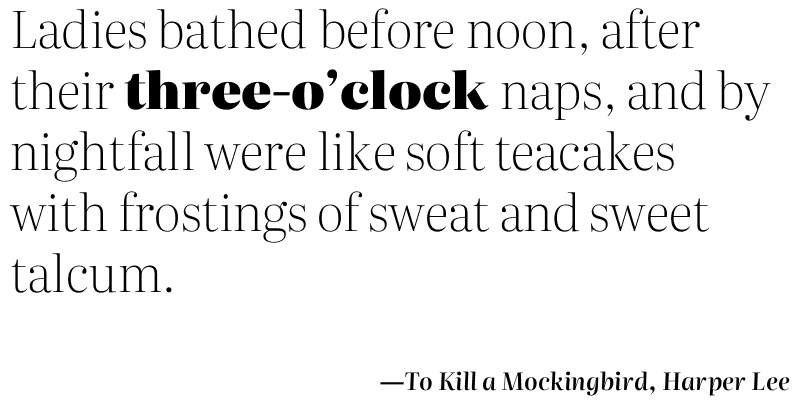 Ladies bathed before noon, after
their three-o’clock naps, and by
nightfall were like soft teacakes
with frostings of sweat and sweet
talcum.
—To Kill a Mockingbird, Harper Lee